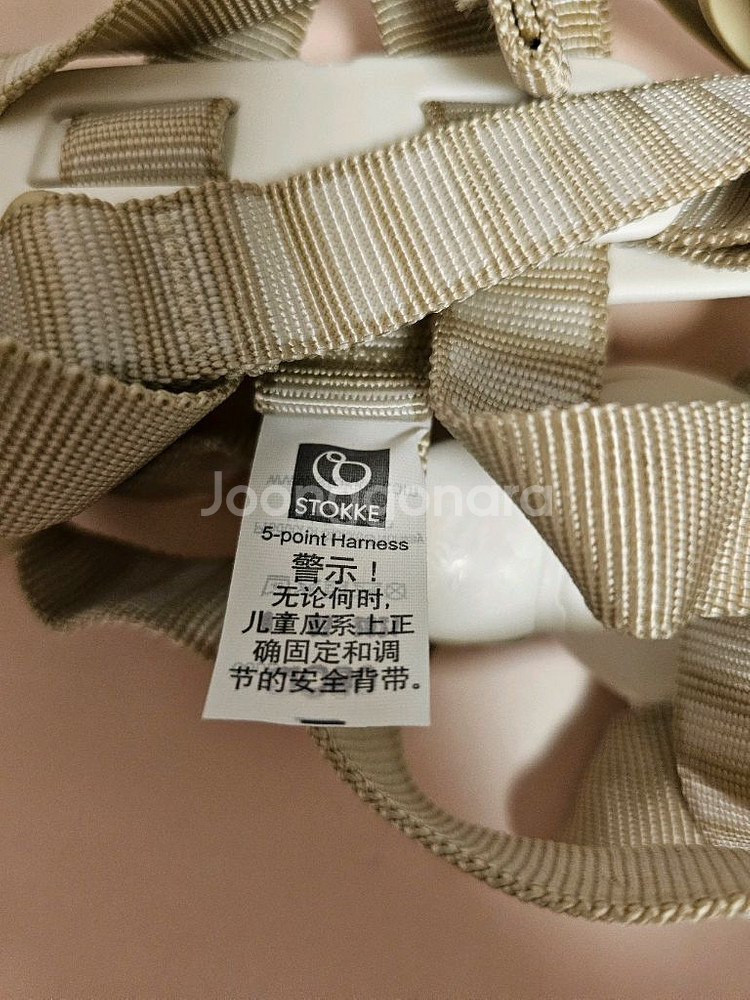 STOKKE
5-point Harness
警示！
无论何时,
儿童应系上正
确固定和调
节的安全背带。
Joonggonara